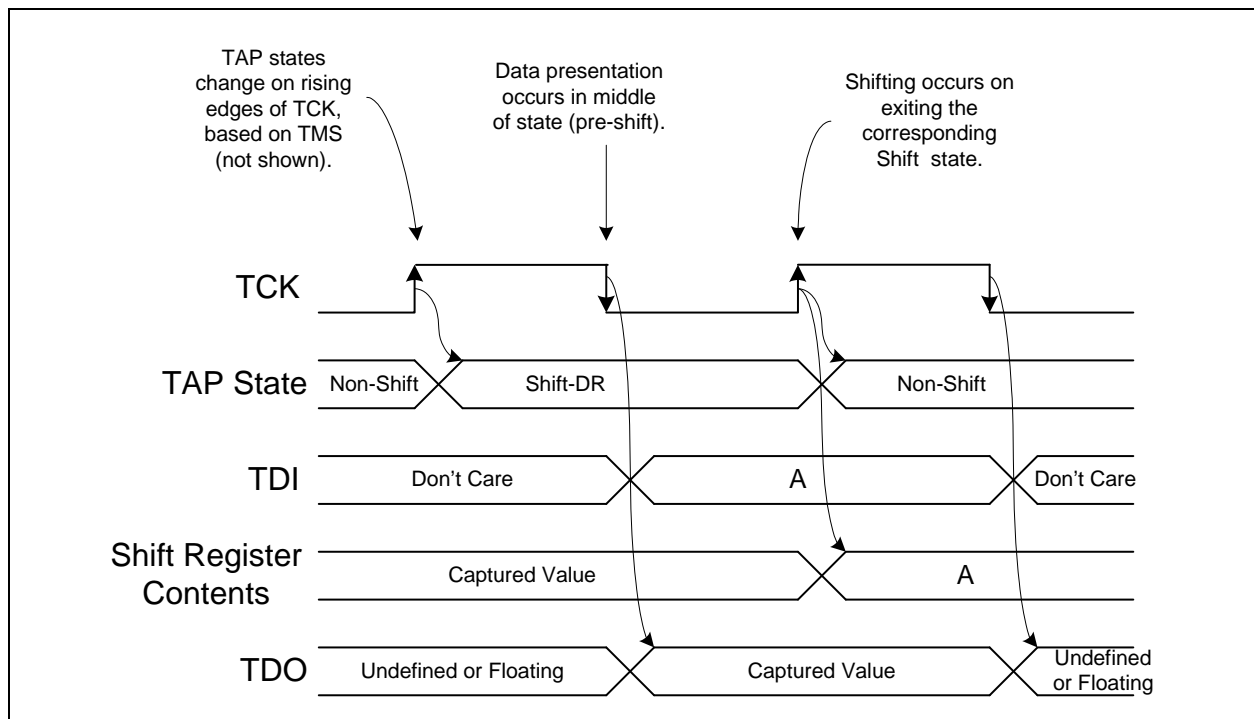 TAP states
change on rising
edges of TCK,
based on TMS
(not shown).
Data presentation
occurs in middle
of state (pre-shift).
Shifting occurs on
exiting the
corresponding
Shift state.
TCK
TAP State
Non-Shift
Shift-DR
Non-Shift
TDI
Don't Care
A
Don't Care
Shift Register
Contents
Captured Value
A
TDO
Undefined or Floating
Captured Value
Undefined
or Floating